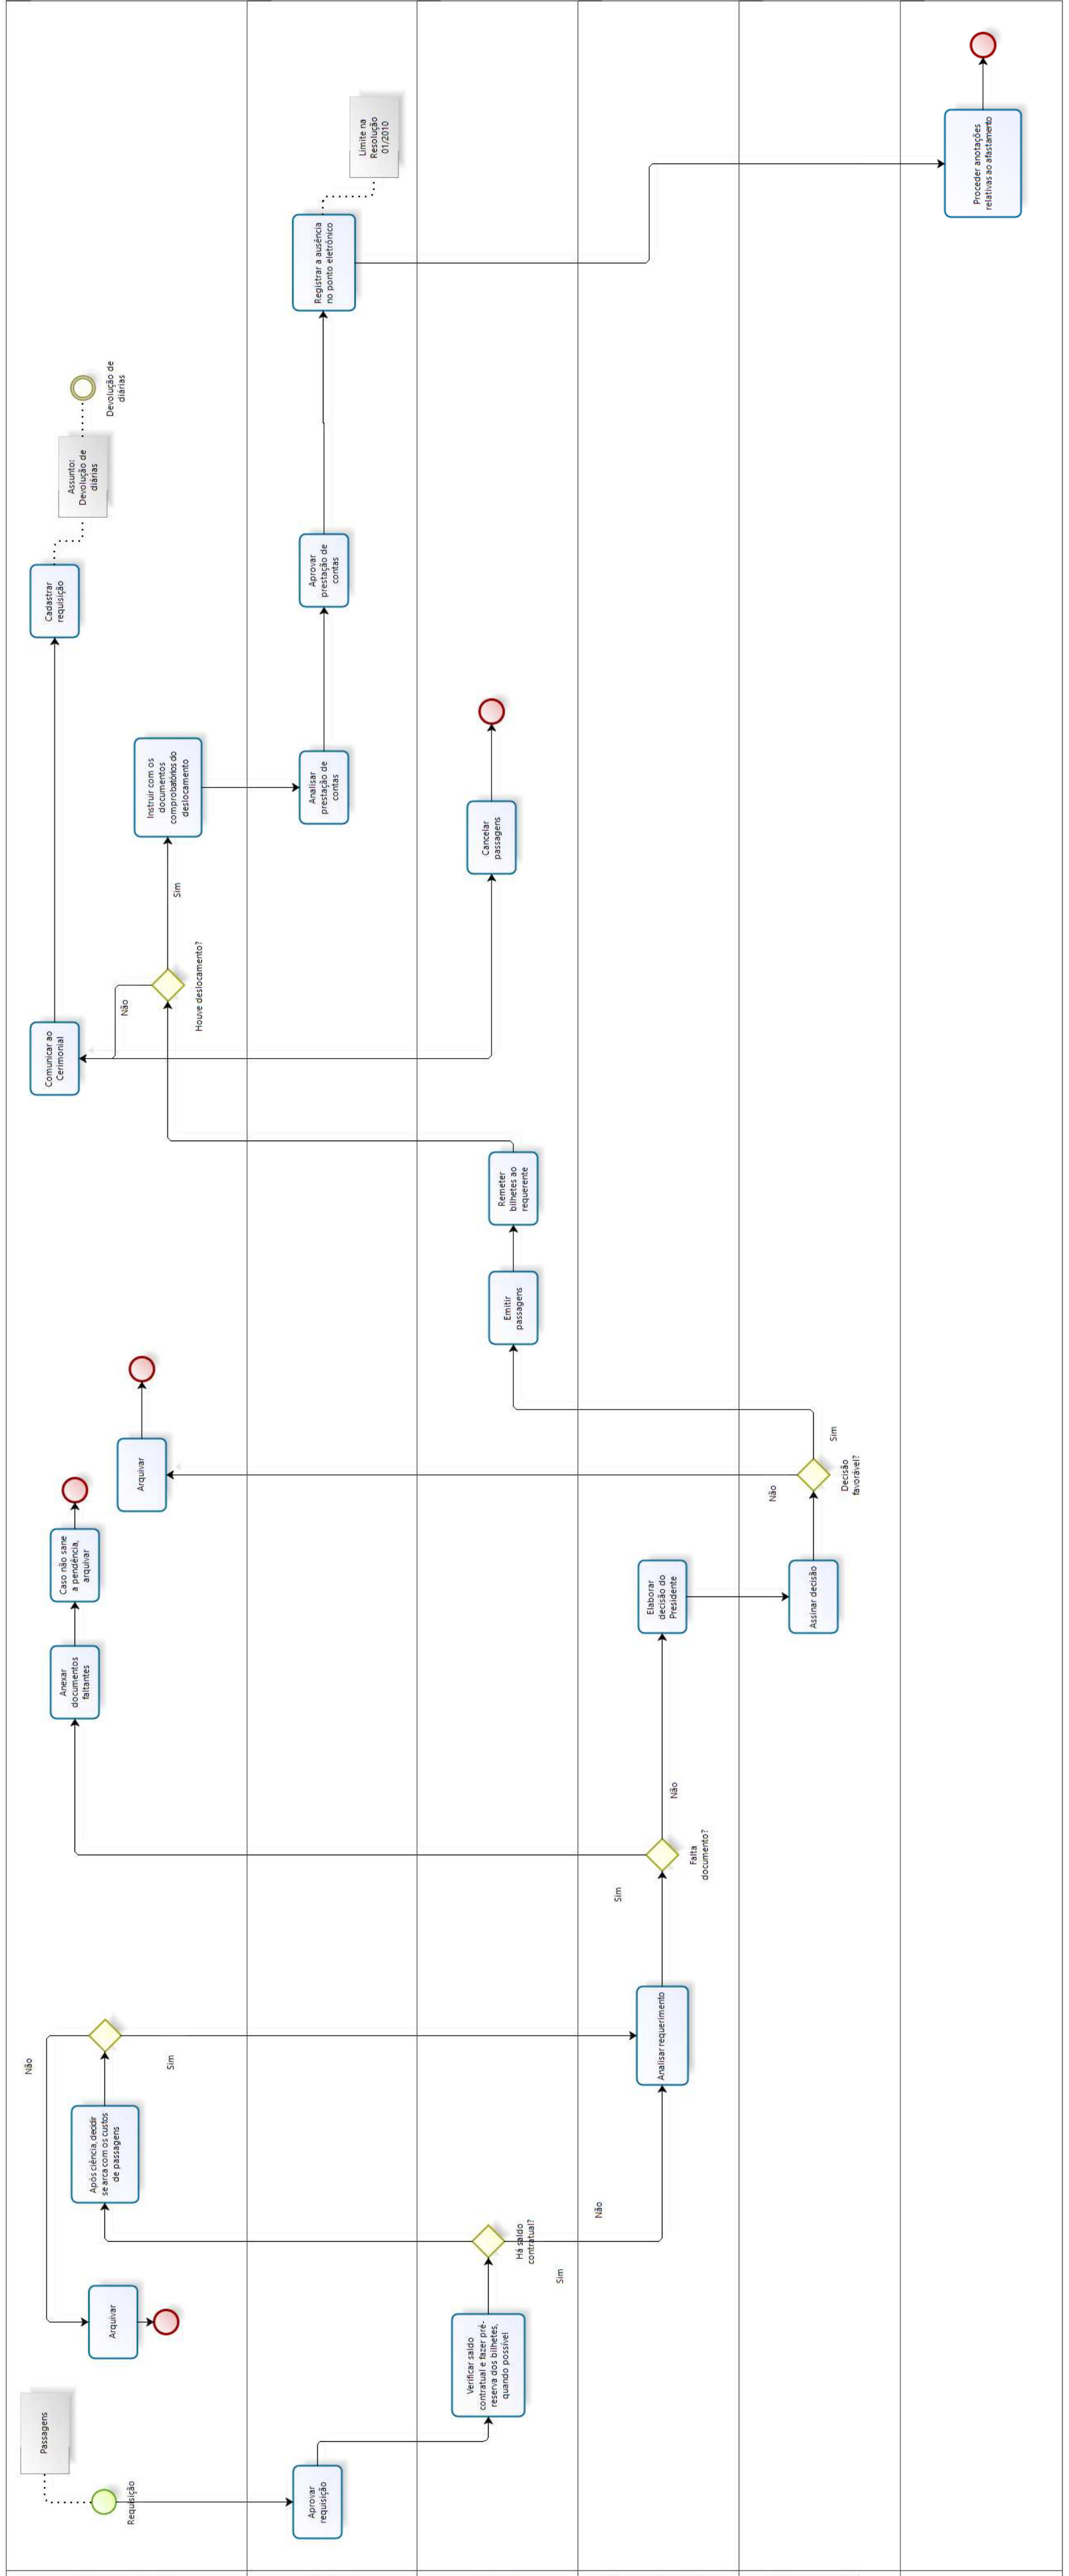 Passagens
Requisição
Aprovar
requisição
Arquivar
Verificar saldo
contratual e fazer pré-
reserva dos bilhetes,
quando possível
Há saldo
contratual?
Sim
Não
Após ciência, decidir
se arca com os custos
de passagens
Não
Sim
Analisar requerimento
Falta
documento?
Sim
Não
Anexar
documentos
faltantes
Caso não sane
a pendência,
arquivar
Elaborar
decisão do
Presidente
Assinar decisão
Decisão
favorável?
Não
Sim
Arquivar
Emitir
passagens
Remeter
bilhetes ao
requerente
Houve deslocamento?
Não
Sim
Comunicar ao
Cerimonial
Cancelar
passagens
Instruir com os
documentos
comprobatórios do
deslocamento
Analisar
prestação de
contas
Cadastrar
requisição
Assunto:
Devolução de
diárias
Devolução de
diárias
Aprovar
prestação de
contas
Registrar a ausência
no ponto eletrônico
Limite na
Resolução
01/2010
Proceder anotações
relativas ao afastamento